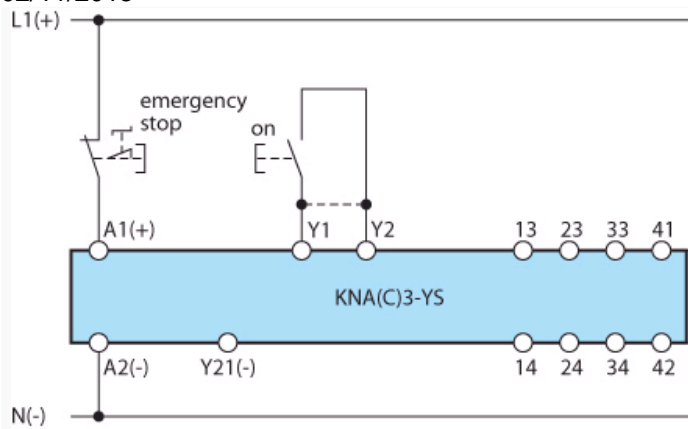 L1(+)
emergency
stop
on
A1(+) Y1 Y2 13 23 33 41
KNA(C)3-YS
A2(-) Y21(-) 14 24 34 42
N(-)